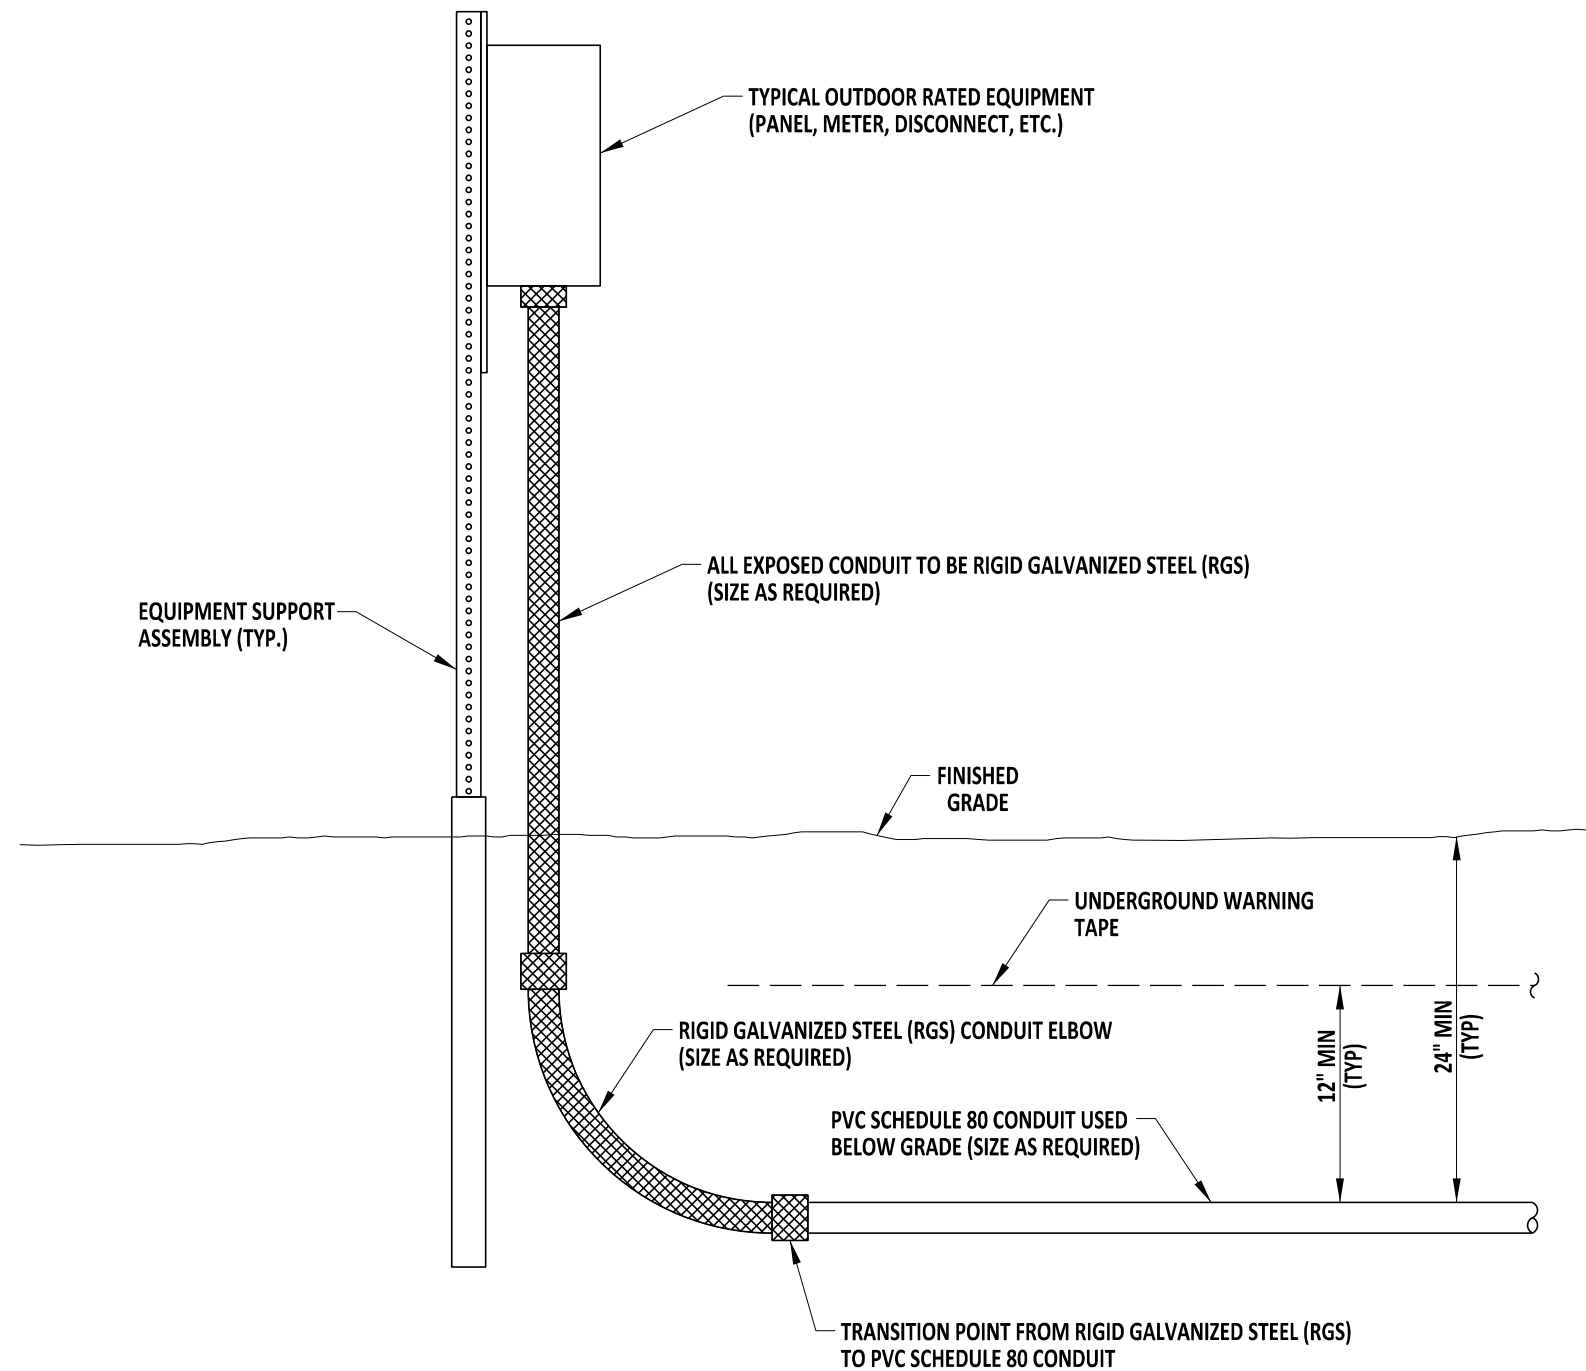 TYPICAL OUTDOOR RATED EQUIPMENT
(PANEL, METER, DISCONNECT, ETC.)
ALL EXPOSED CONDUIT TO BE RIGID GALVANIZED STEEL (RGS)
(SIZE AS REQUIRED)
EQUIPMENT SUPPORT
ASSEMBLY (TYP.)
FINISHED
GRADE
UNDERGROUND WARNING
TAPE
RIGID GALVANIZED STEEL (RGS) CONDUIT ELBOW
(SIZE AS REQUIRED)
12" MIN
(TYP)
24" MIN
(TYP)
PVC SCHEDULE 80 CONDUIT USED
BELOW GRADE (SIZE AS REQUIRED)
TRANSITION POINT FROM RIGID GALVANIZED STEEL (RGS)
TO PVC SCHEDULE 80 CONDUIT